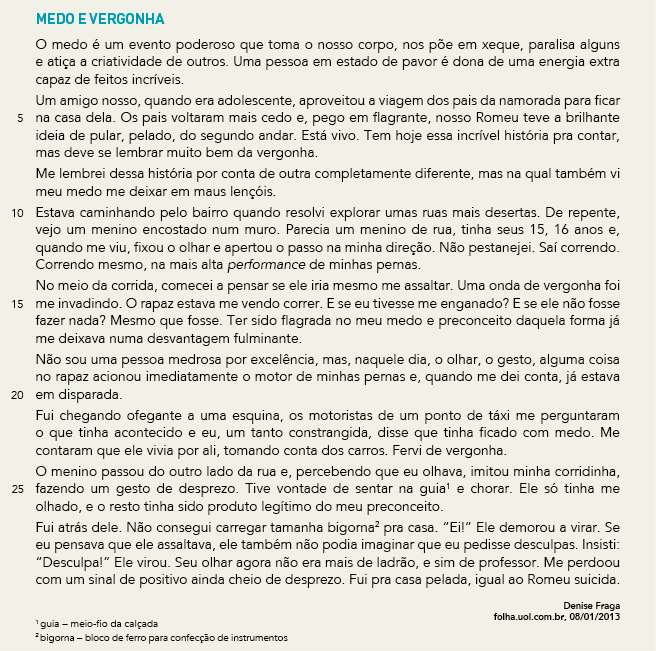 MEDO E VERGONHA
O medo é um evento poderoso que toma o nosso corpo, nos põe em xeque, paralisa alguns
e atiça a criatividade de outros. Uma pessoa em estado de pavor é dona de uma energia extra
capaz de feitos incríveis.
Um amigo nosso, quando era adolescente, aproveitou a viagem dos pais da namorada para ficar
5 na casa dela. Os pais voltaram mais cedo e, pego em flagrante, nosso Romeu teve a brilhante
ideia de pular, pelado, do segundo andar. Está vivo. Tem hoje essa incrível história pra contar,
mas deve se lembrar muito bem da vergonha.
Me lembrei dessa história por conta de outra completamente diferente, mas na qual também vi
meu medo me deixar em maus lençóis.
10 Estava caminhando pelo bairro quando resolvi explorar umas ruas mais desertas. De repente,
vejo um menino encostado num muro. Parecia um menino de rua, tinha seus 15, 16 anos e,
quando me viu, fixou o olhar e apertou o passo na minha direção. Não pestanejei. Saí correndo.
Correndo mesmo, na mais alta performance de minhas pernas.
No meio da corrida, comecei a pensar se ele iria mesmo me assaltar. Uma onda de vergonha foi
15 me invadindo. O rapaz estava me vendo correr. E se eu tivesse me enganado? E se ele não fosse
fazer nada? Mesmo que fosse. Ter sido flagrada no meu medo e preconceito daquela forma já
me deixava numa desvantagem fulminante.
Não sou uma pessoa medrosa por excelência, mas, naquele dia, o olhar, o gesto, alguma coisa
no rapaz acionou imediatamente o motor de minhas pernas e, quando me dei conta, já estava
20 em disparada.
Fui chegando ofegante a uma esquina, os motoristas de um ponto de táxi me perguntaram
o que tinha acontecido e eu, um tanto constrangida, disse que tinha ficado com medo. Me
contaram que ele vivia por ali, tomando conta dos carros. Fervi de vergonha.
O menino passou do outro lado da rua e, percebendo que eu olhava, imitou minha corridinha,
25 fazendo um gesto de desprezo. Tive vontade de sentar na guia¹ e chorar. Ele só tinha me
olhado, e o resto tinha sido produto legítimo do meu preconceito.
Fui atrás dele. Não consegui carregar tamanha bigorna² pra casa. “Ei!” Ele demorou a virar. Se
eu pensava que ele assaltava, ele também não podia imaginar que eu pedisse desculpas. Insisti:
“Desculpa!” Ele virou. Seu olhar agora não era mais de ladrão, e sim de professor. Me perdoou
com um sinal de positivo ainda cheio de desprezo. Fui pra casa pelada, igual ao Romeu suicida.
Denise Fraga
folha.uol.com.br, 08/01/2013
¹ guia – meio-fio da calçada
² bigorna – bloco de ferro para confecção de instrumentos